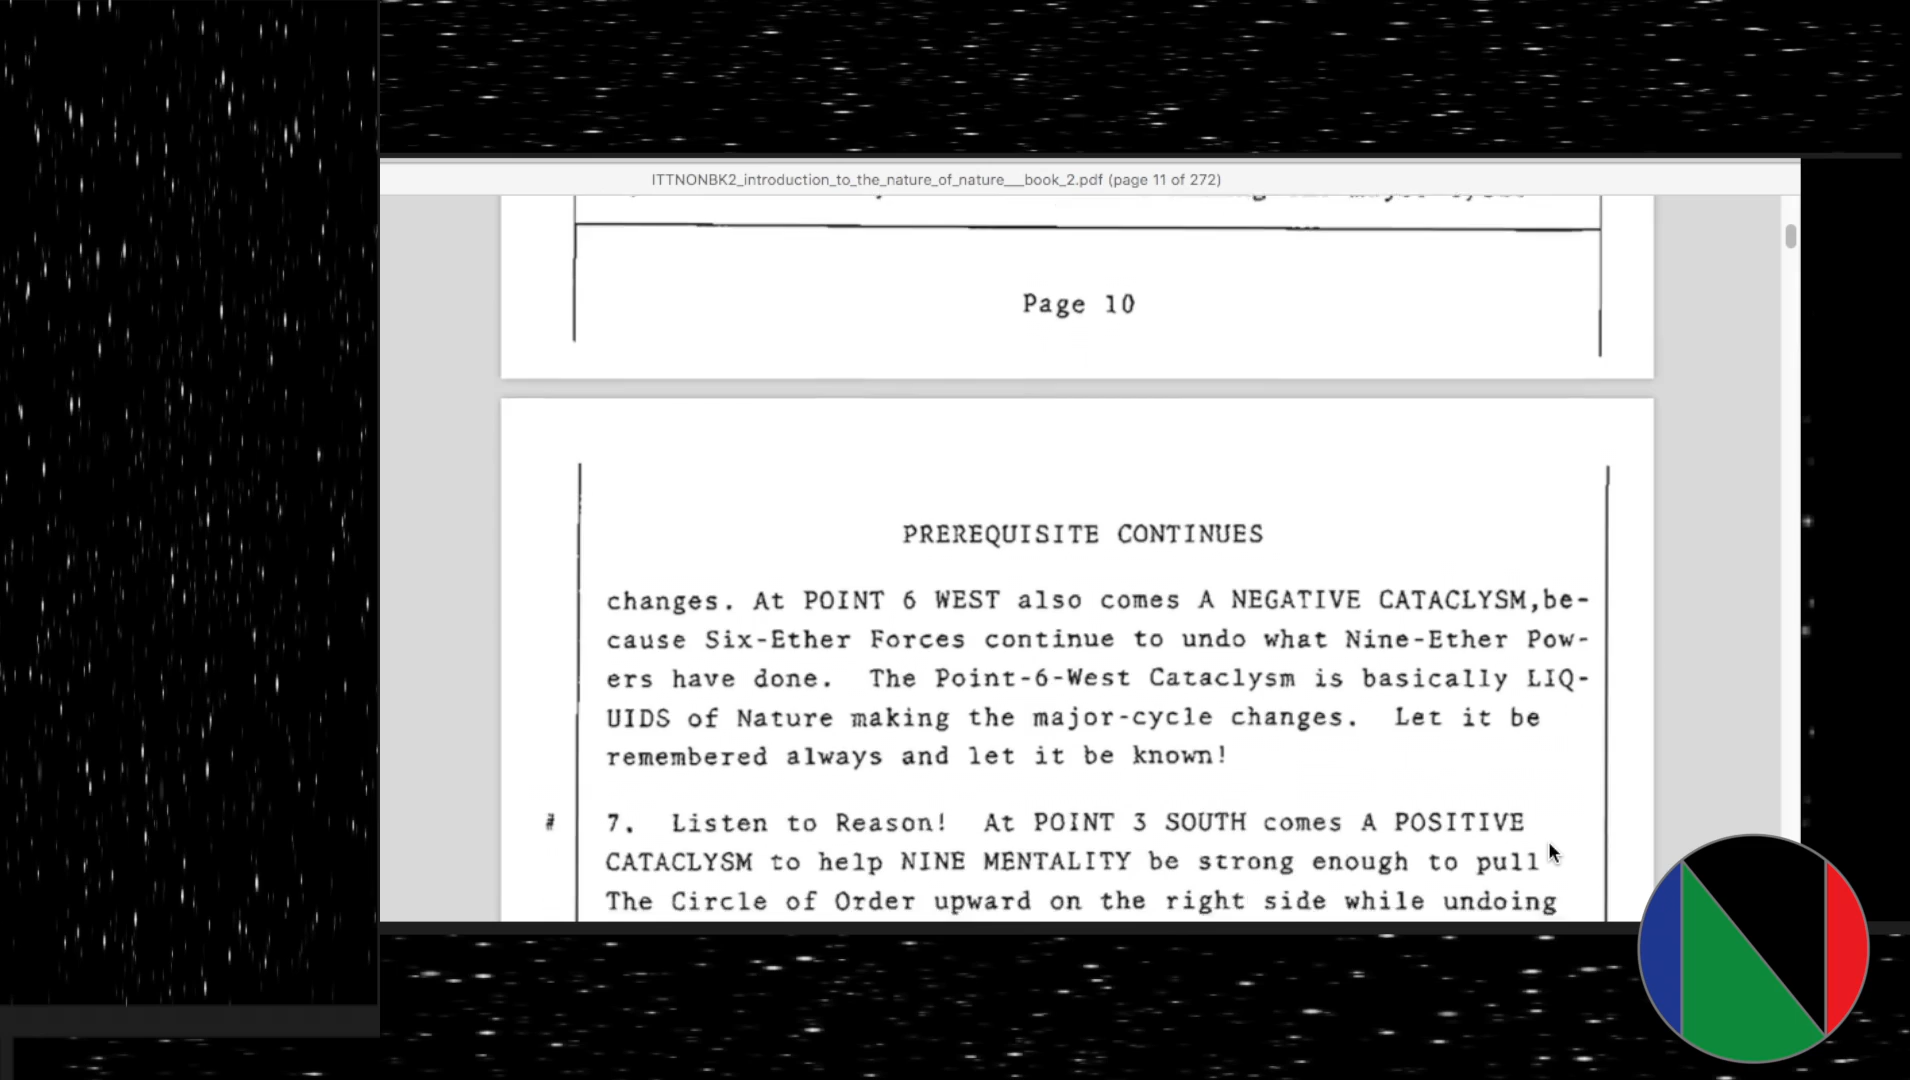 ITTNONBK2_introduction_to_the_nature_of_nature___book_2.pdf (page 11 of 272)
Page 10
PREREQUISITE CONTINUES
changes. At POINT 6 WEST also comes A NEGATIVE CATACLYSM,be-
cause Six-Ether Forces continue to undo what Nine-Ether Pow-
ers have done. The Point-6-West Cataclysm is basically LIQ-
UIDS of Nature making the major-cycle changes. Let it be
remembered always and let it be known!
# 7. Listen to Reason! At POINT 3 SOUTH comes A POSITIVE
CATACLYSM to help NINE MENTALITY be strong enough to pull
The Circle of Order upward on the right side while undoing